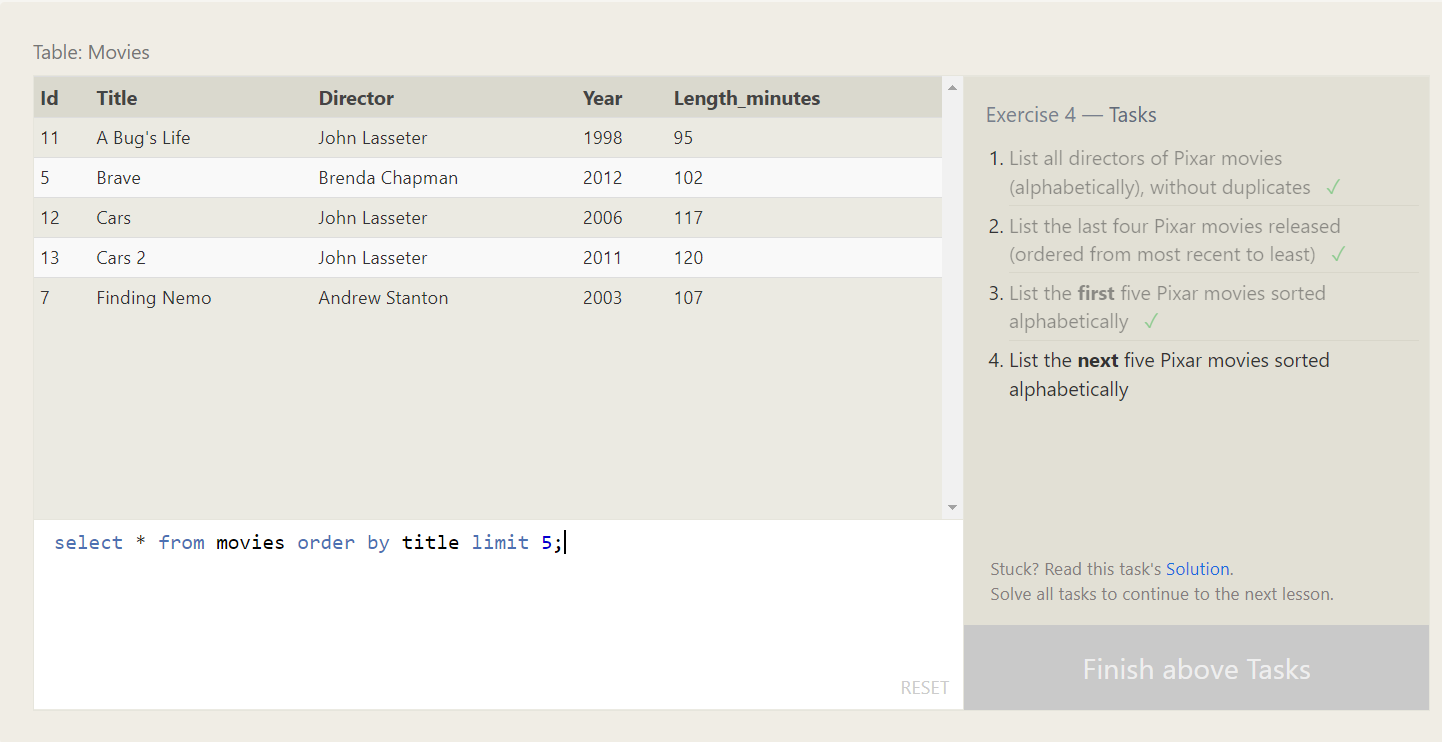 Table: Movies
Id Title Director Year Length_minutes
11 A Bug's Life John Lasseter 1998 95
5 Brave Brenda Chapman 2012 102
12 Cars John Lasseter 2006 117
13 Cars 2 John Lasseter 2011 120
7 Finding Nemo Andrew Stanton 2003 107
select * from movies order by title limit 5;
RESET
Exercise 4 — Tasks
1. List all directors of Pixar movies
(alphabetically), without duplicates ✓
2. List the last four Pixar movies released
(ordered from most recent to least) ✓
3. List the first five Pixar movies sorted
alphabetically ✓
4. List the next five Pixar movies sorted
alphabetically
Stuck? Read this task's Solution.
Solve all tasks to continue to the next lesson.
Finish above Tasks